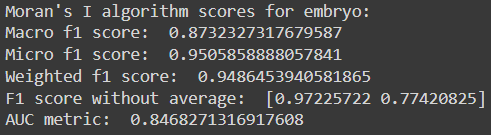 Moran's I algorithm scores for embryo:
Macro f1 score:  0.8732327317679587
Micro f1 score:  0.9505858888057841
Weighted f1 score:  0.9486453940581865
F1 score without average:  [0.97225722 0.77420825]
AUC metric:  0.8468271316917608